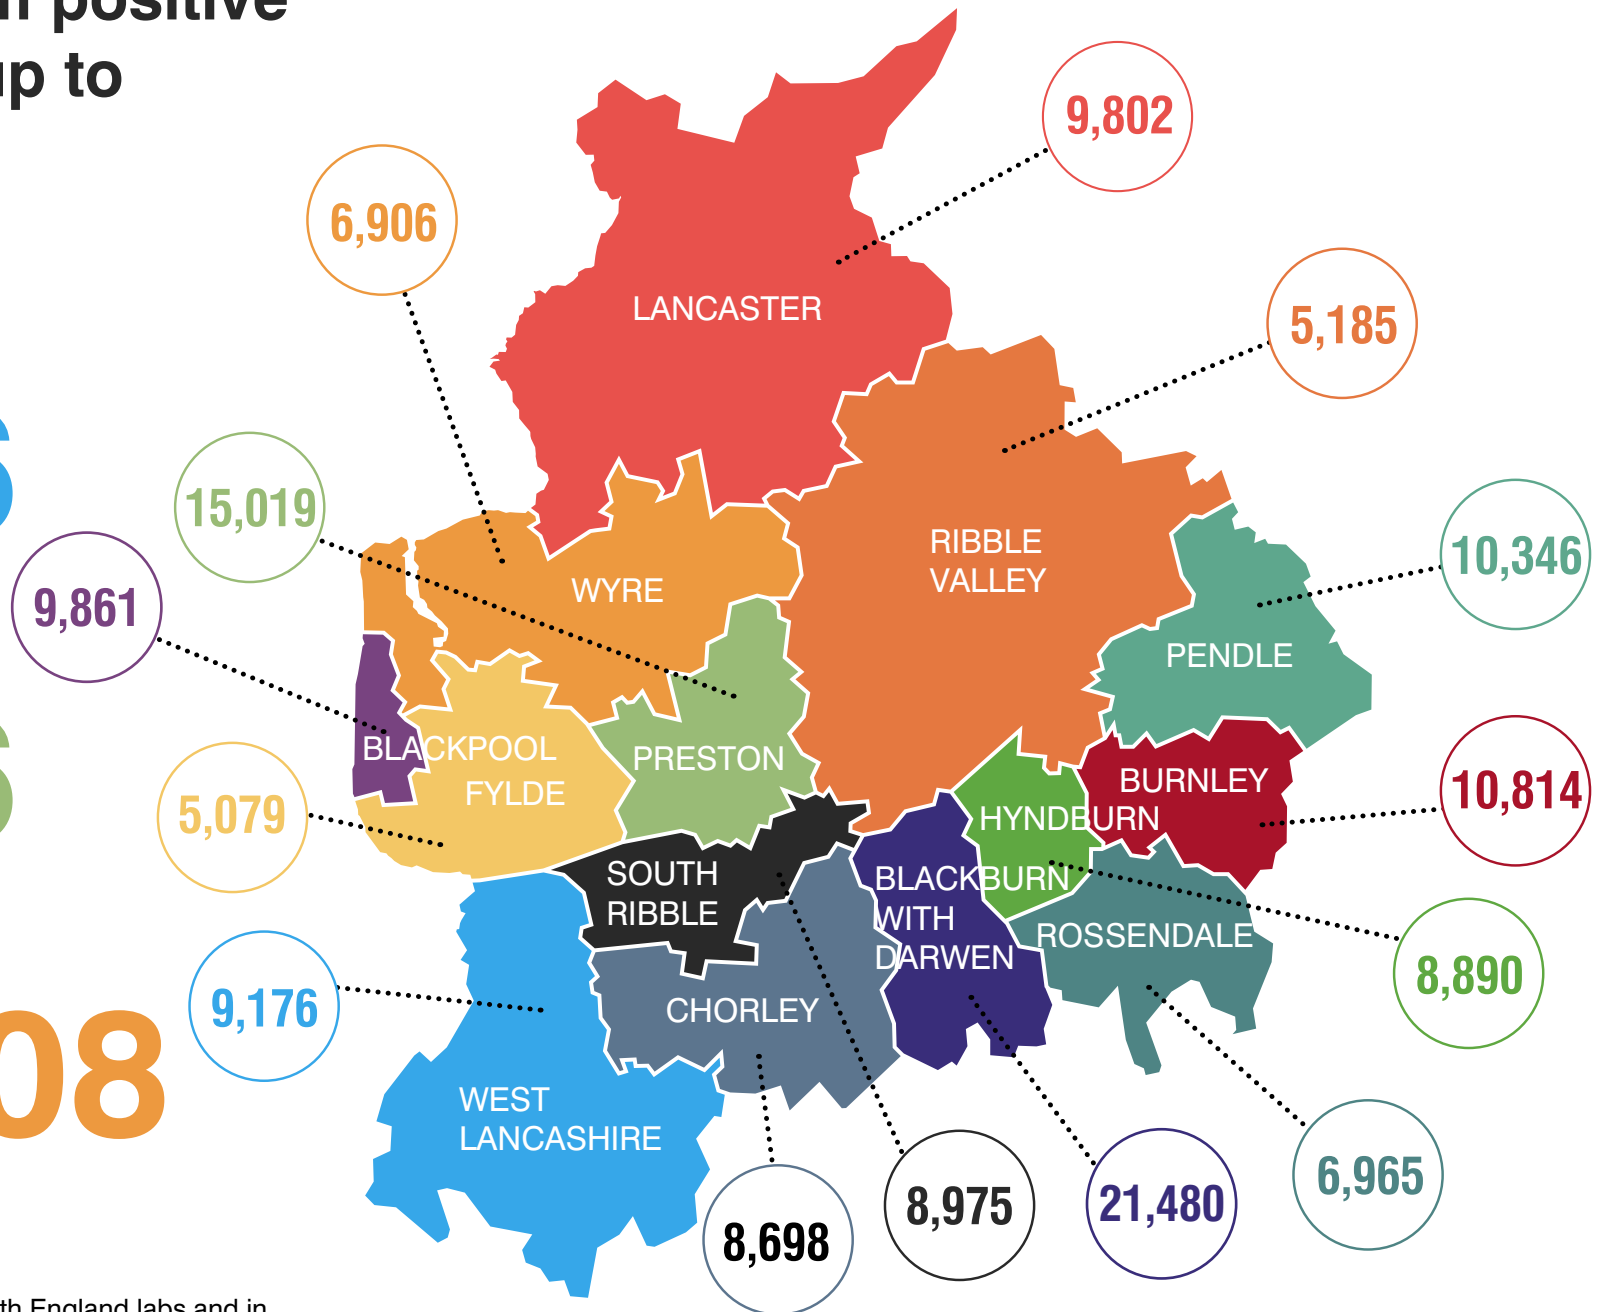 positive
up to
9,802
6,906
5,185
LANCASTER
15,019
10,346
RIBBLE
VALLEY
WYRE
9,861
PENDLE
BLACKPOOL
PRESTON
BURNLEY
10,814
FYLDE
5,079
HYNDBURN
SOUTH
RIBBLE
BLACKBURN
WITH
DARWEN
ROSSENDALE
8,890
9,176
CHORLEY
08
WEST
LANCASHIRE
6,965
8,698
8,975
21,480
th England labs and in